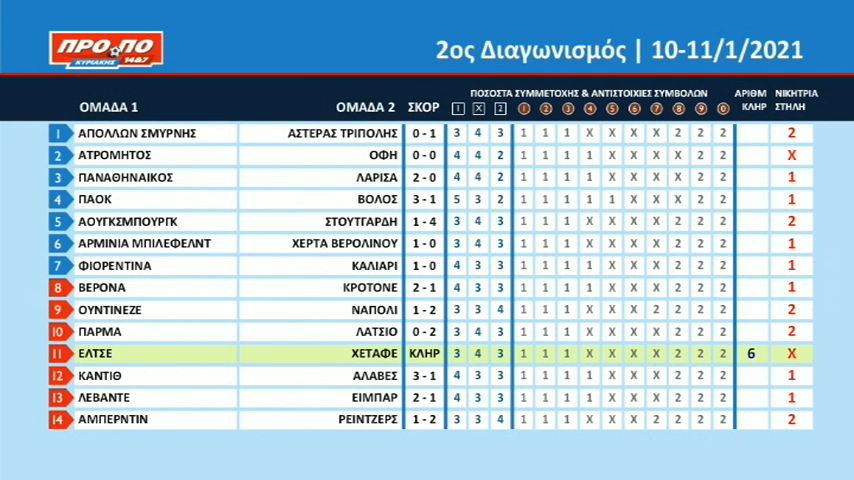 ΠΡΟ-ΠΟ
ΚΥΡΙΑΚΗΣ 14&7
2ος Διαγωνισμός | 10-11/1/2021
ΟΜΑΔΑ 1 ΟΜΑΔΑ 2 ΣΚΟΡ ΠΟΣΟΣΤΑ ΣΥΜΜΕΤΟΧΗΣ & ΑΝΤΙΣΤΟΙΧΙΕΣ ΣΥΜΒΟΛΩΝ ΑΡΙΘΜ ΚΛΗΡ ΝΙΚΗΤΡΙΑ ΣΤΗΛΗ
1 X 2 1 2 3 4 5 6 7 8 9 0
1 ΑΠΟΛΛΩΝ ΣΜΥΡΝΗΣ ΑΣΤΕΡΑΣ ΤΡΙΠΟΛΗΣ 0 - 1 3 4 3 1 1 1 X X X X 2 2 2 2
2 ΑΤΡΟΜΗΤΟΣ ΟΦΗ 0 - 0 4 4 2 1 1 1 1 X X X X 2 2 X
3 ΠΑΝΑΘΗΝΑΙΚΟΣ ΛΑΡΙΣΑ 2 - 0 4 4 2 1 1 1 1 X X X X 2 2 1
4 ΠΑΟΚ ΒΟΛΟΣ 3 - 1 5 3 2 1 1 1 1 1 X X X 2 2 1
5 ΑΟΥΓΚΣΜΠΟΥΡΓΚ ΣΤΟΥΤΓΑΡΔΗ 1 - 4 3 4 3 1 1 1 X X X X 2 2 2 2
6 ΑΡΜΙΝΙΑ ΜΠΙΛΕΦΕΛΝΤ ΧΕΡΤΑ ΒΕΡΟΛΙΝΟΥ 1 - 0 3 4 3 1 1 1 X X X X 2 2 2 1
7 ΦΙΟΡΕΝΤΙΝΑ ΚΑΛΙΑΡΙ 1 - 0 4 3 3 1 1 1 1 X X X 2 2 2 1
8 ΒΕΡΟΝΑ ΚΡΟΤΟΝΕ 2 - 1 4 3 3 1 1 1 1 X X X 2 2 2 1
9 ΟΥΝΤΙΝΕΖΕ ΝΑΠΟΛΙ 1 - 2 3 3 4 1 1 1 X X X 2 2 2 2 2
10 ΠΑΡΜΑ ΛΑΤΣΙΟ 0 - 2 3 4 3 1 1 1 X X X X 2 2 2 2
11 ΕΛΤΣΕ ΧΕΤΑΦΕ ΚΛΗΡ 3 4 3 1 1 1 X X X X 2 2 2 6 X
12 ΚΑΝΤΙΘ ΑΛΑΒΕΣ 3 - 1 4 3 3 1 1 1 1 X X X 2 2 2 1
13 ΛΕΒΑΝΤΕ ΕΙΜΠΑΡ 2 - 1 4 3 3 1 1 1 1 X X X 2 2 2 1
14 ΑΜΠΕΡΝΤΙΝ ΡΕΙΝΤΖΕΡΣ 1 - 2 3 3 4 1 1 1 X X X 2 2 2 2 2